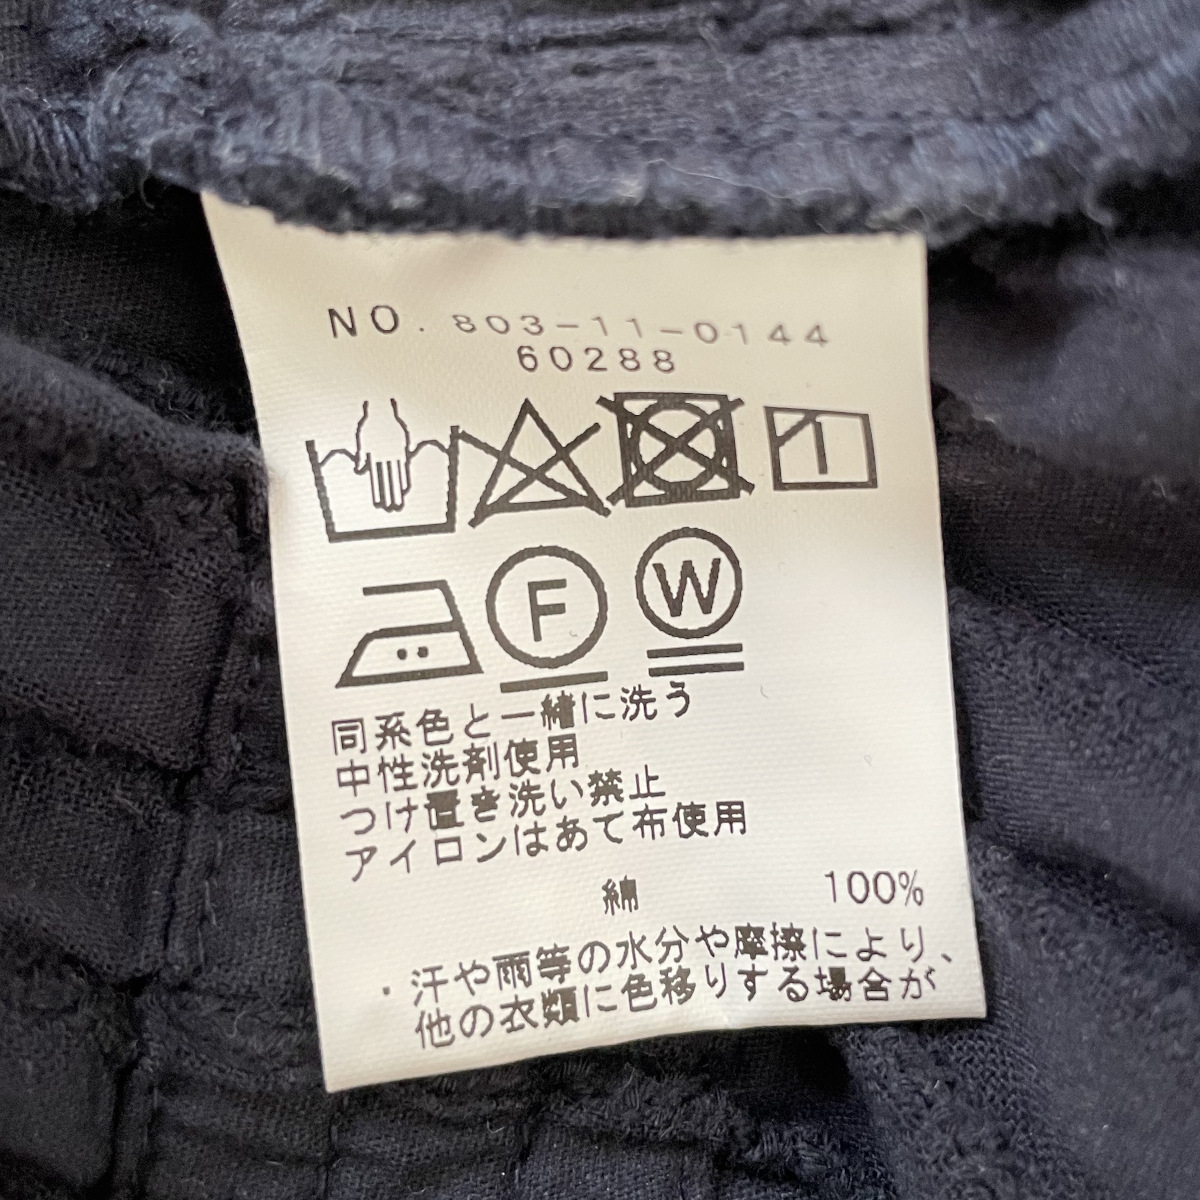 NO. 803-11-0144
60288
F W
同系色と一緒に洗う
中性洗剤使用
つけ置き洗い禁止
アイロンはあて布使用
綿 100%
・汗や雨等の水分や摩擦により、
他の衣類に色移りする場合が